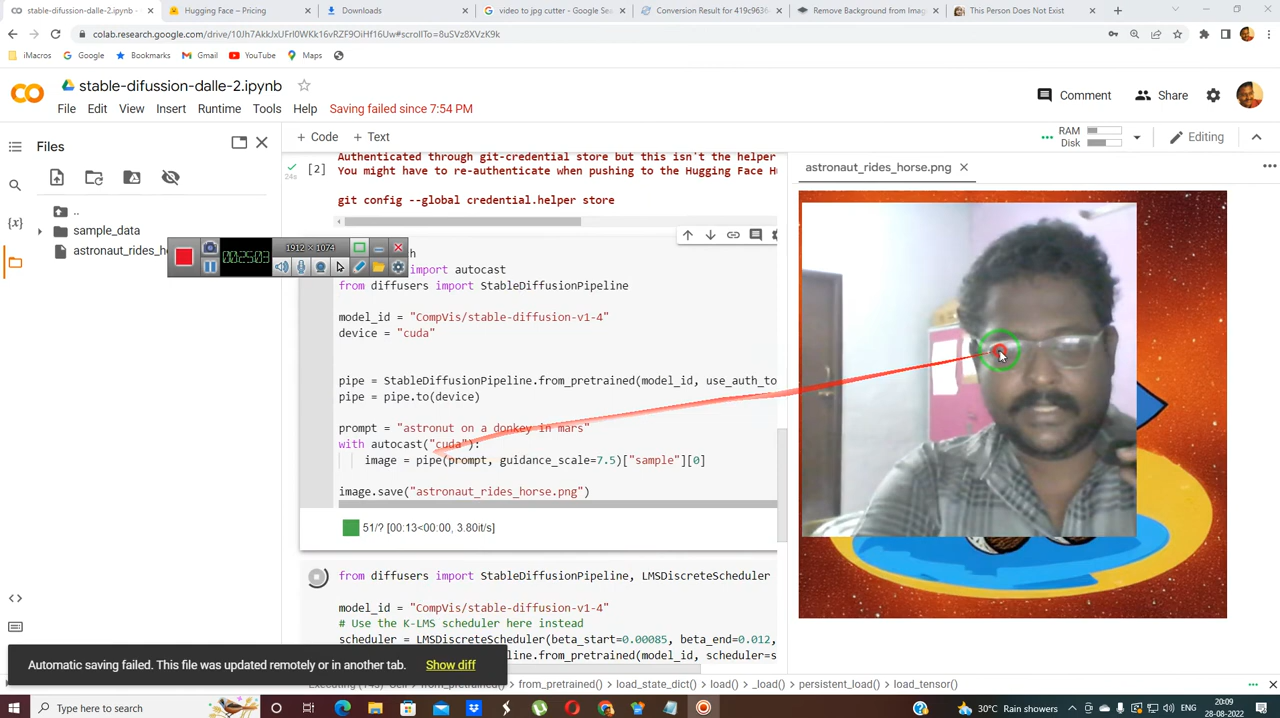 stable-difussion-dalle-2.ipynb
Hugging Face – Pricing
Downloads
video to jpg cutter - Google Sea
Conversion Result for 419c9636
Remove Background from Imag
This Person Does Not Exist
colab.research.google.com/drive/10Jh7AkkJxUFrl0WKk16vRZF9OiHf16Uw#scrollTo=8uSVz8XVzK9k
iMacros
Google
Bookmarks
Gmail
YouTube
Maps
stable-difussion-dalle-2.ipynb
File Edit View Insert Runtime Tools Help Saving failed since 7:54 PM
Comment
Share
Files
+ Code + Text
RAM
Disk
Editing
..
sample_data
astronaut_rides_ho
[2]
24s
Authenticated through git-credential store but this isn't the helper
You might have to re-authenticate when pushing to the Hugging Face H
git config --global credential.helper store
1912 × 1074
00:25:03
h
import autocast
from diffusers import StableDiffusionPipeline
model_id = "CompVis/stable-diffusion-v1-4"
device = "cuda"
pipe = StableDiffusionPipeline.from_pretrained(model_id, use_auth_to
pipe = pipe.to(device)
prompt = "astronut on a donkey in mars"
with autocast("cuda"):
image = pipe(prompt, guidance_scale=7.5)["sample"][0]
image.save("astronaut_rides_horse.png")
51/? [00:13<00:00, 3.80it/s]
from diffusers import StableDiffusionPipeline, LMSDiscreteScheduler
model_id = "CompVis/stable-diffusion-v1-4"
# Use the K-LMS scheduler here instead
scheduler = LMSDiscreteScheduler(beta_start=0.00085, beta_end=0.012,
line.from_pretrained(model_id, scheduler=s
astronaut_rides_horse.png
Automatic saving failed. This file was updated remotely or in another tab. Show diff
from_pretrained() load_state_dict() load() _load() persistent_load() load_tensor()
Type here to search
30°C Rain showers
ENG
20:09
28-08-2022